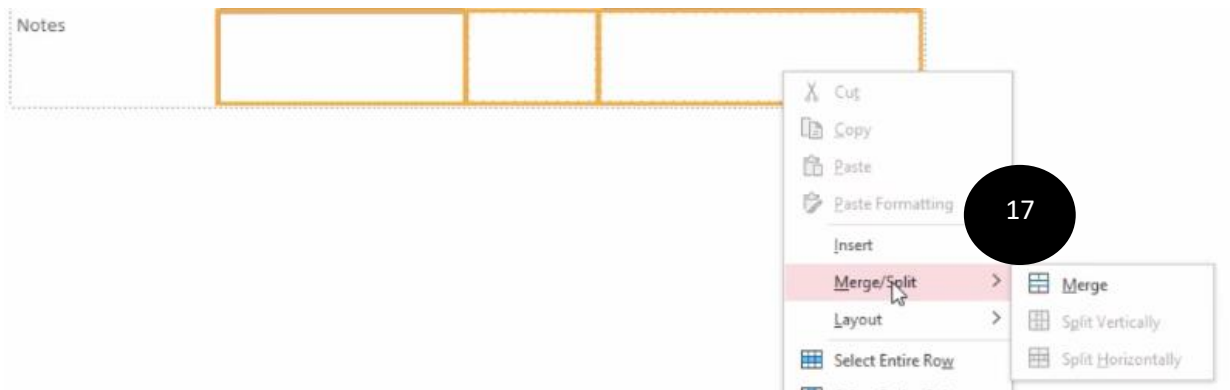 Notes
Cut
Copy
Paste
Paste Formatting
17
Insert
Merge/Split
Merge
Layout
Split Vertically
Select Entire Row
Split Horizontally